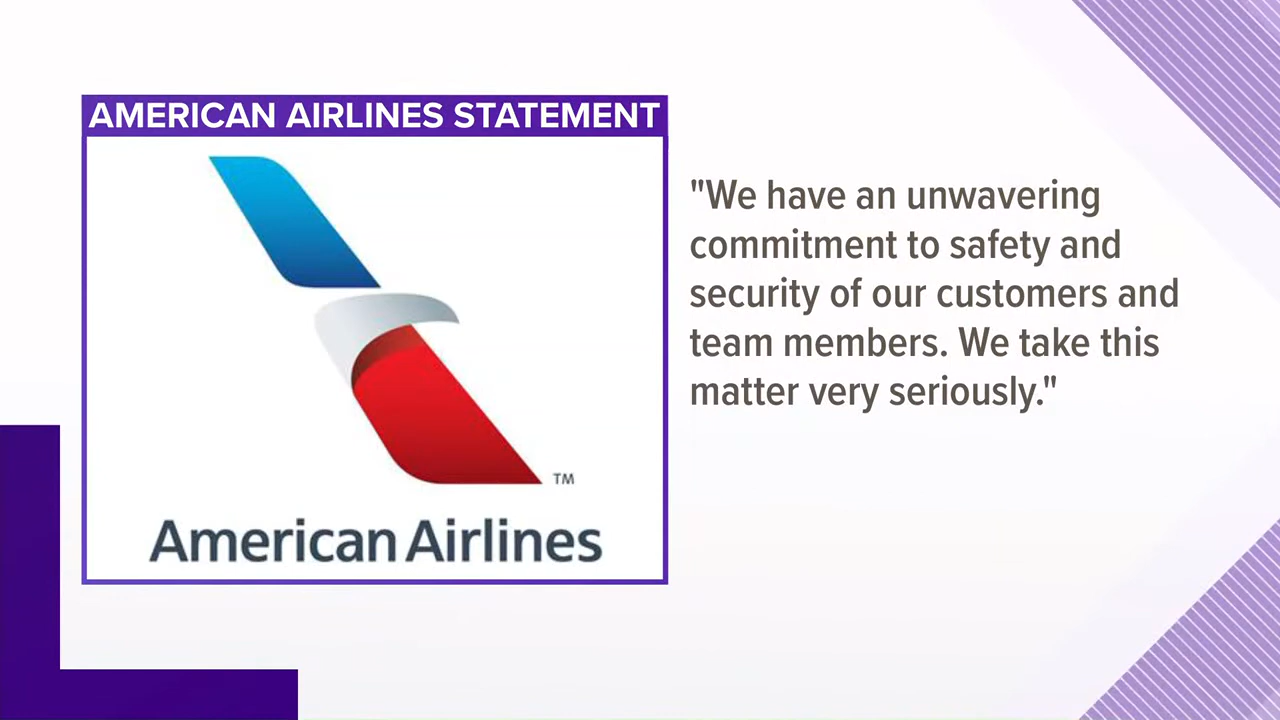 AMERICAN AIRLINES STATEMENT
"We have an unwavering
commitment to safety and
security of our customers and
team members. We take this
matter very seriously."
TM
American Airlines